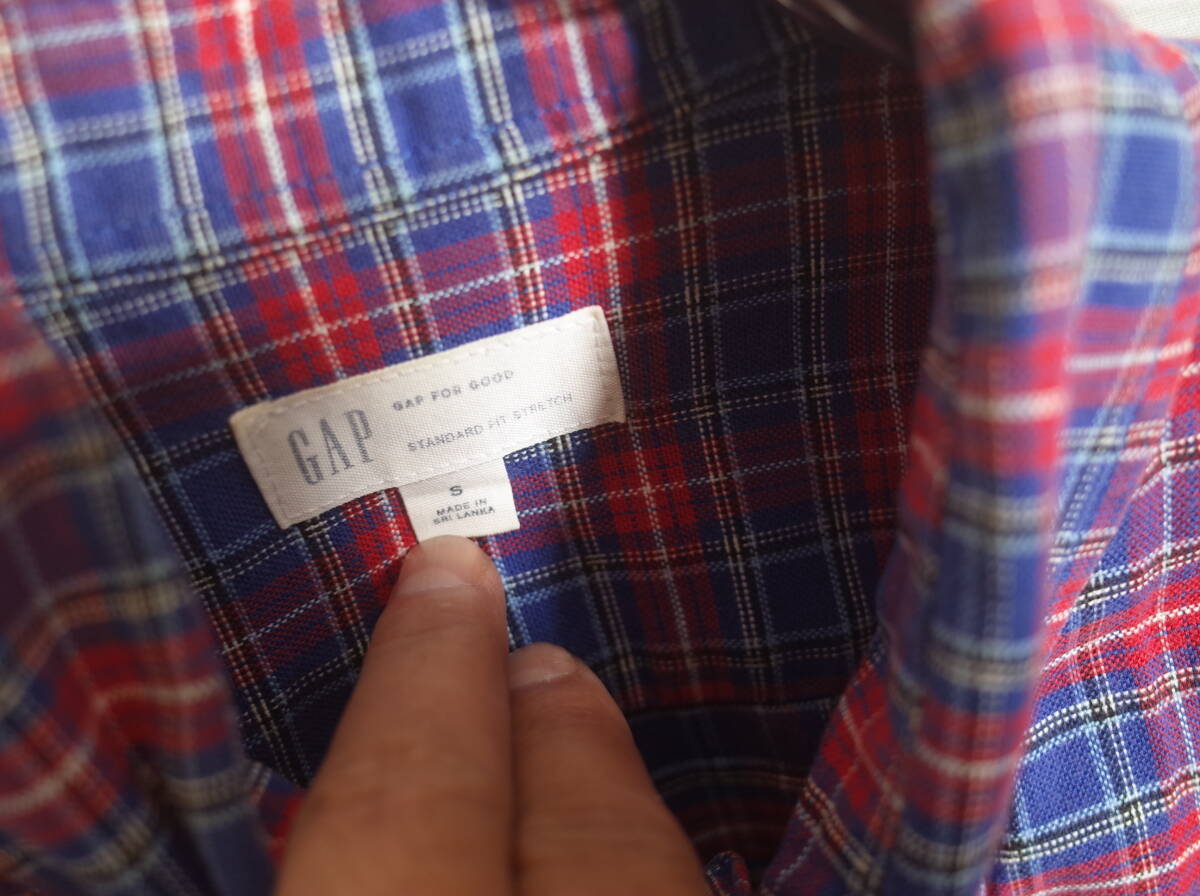 GAP
GAP FOR GOOD
STANDARD FIT STRETCH
S
MADE IN
SRI LANKA